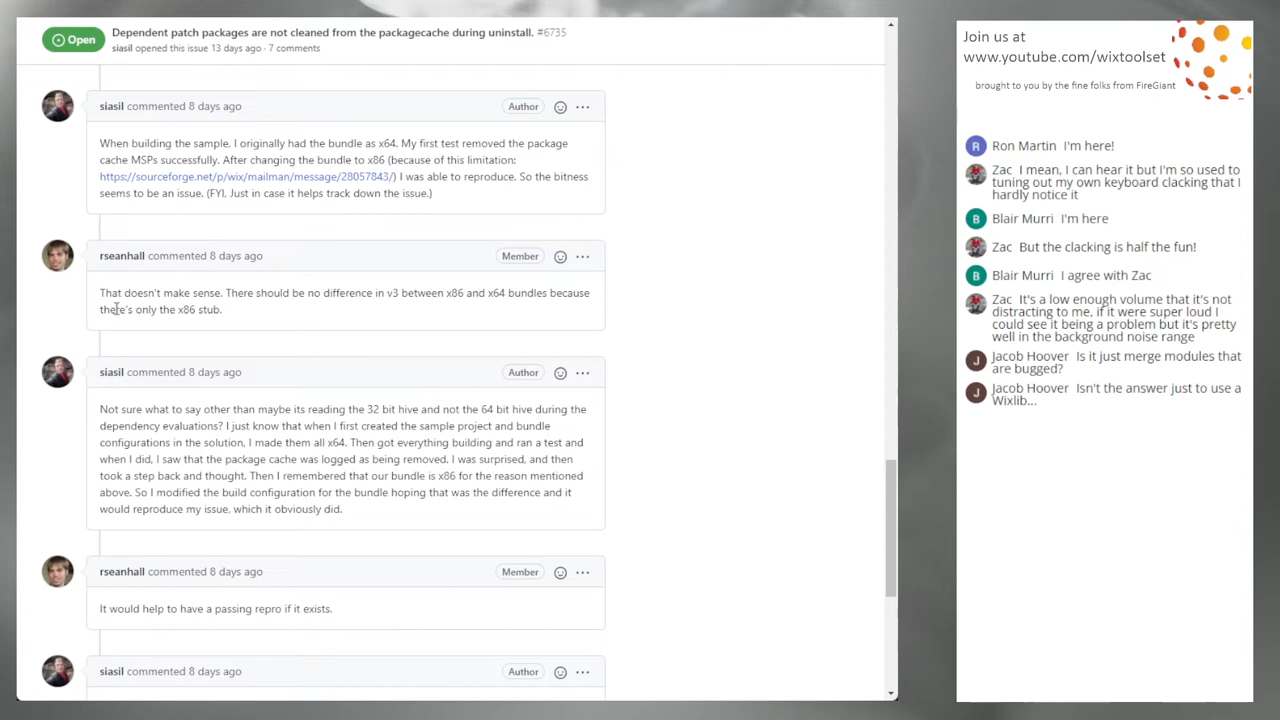 Open
Dependent patch packages are not cleaned from the packagecache during uninstall. #6735
siasil opened this issue 13 days ago · 7 comments
siasil commented 8 days ago
Author
When building the sample, I originally had the bundle as x64. My first test removed the package
cache MSPs successfully. After changing the bundle to x86 (because of this limitation:
https://sourceforge.net/p/wix/mailman/message/28057843/) I was able to reproduce. So the bitness
seems to be an issue. (FYI, Just in case it helps track down the issue.)
rseanhall commented 8 days ago
Member
That doesn't make sense. There should be no difference in v3 between x86 and x64 bundles because
there's only the x86 stub.
siasil commented 8 days ago
Author
Not sure what to say other than maybe its reading the 32 bit hive and not the 64 bit hive during the
dependency evaluations? I just know that when I first created the sample project and bundle
configurations in the solution, I made them all x64. Then got everything building and ran a test and
when I did, I saw that the package cache was logged as being removed. I was surprised, and then
took a step back and thought. Then I remembered that our bundle is x86 for the reason mentioned
above. So I modified the build configuration for the bundle hoping that was the difference and it
would reproduce my issue, which it obviously did.
rseanhall commented 8 days ago
Member
It would help to have a passing repro if it exists.
siasil commented 8 days ago
Author
Join us at
www.youtube.com/wixtoolset
brought to you by the fine folks from FireGiant
R Ron Martin I'm here!
Zac I mean, I can hear it but I'm so used to
tuning out my own keyboard clacking that I
hardly notice it
B Blair Murri I'm here
Zac But the clacking is half the fun!
B Blair Murri I agree with Zac
Zac It's a low enough volume that it's not
distracting to me, if it were super loud I
could see it being a problem but it's pretty
well in the background noise range
J Jacob Hoover Is it just merge modules that
are bugged?
J Jacob Hoover Isn't the answer just to use a
Wixlib...